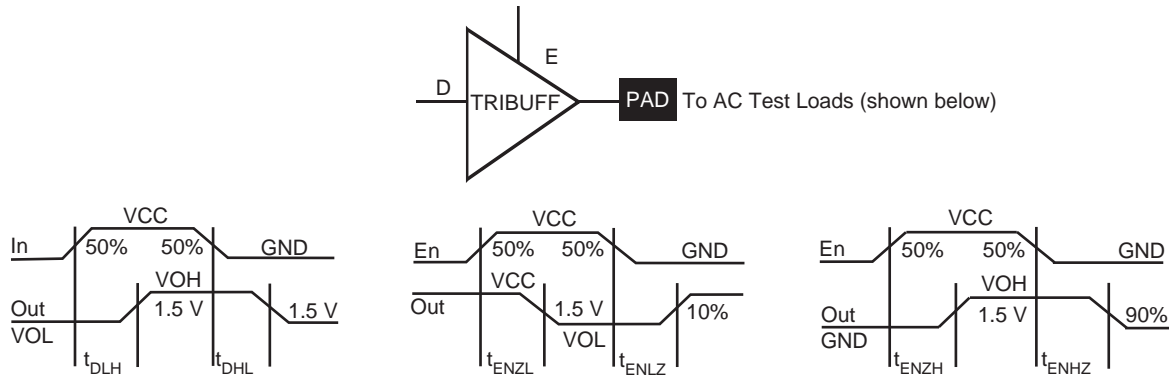 E
D
TRIBUFF
PAD
To AC Test Loads (shown below)
VCC
In
50%
50%
GND
VOH
Out
1.5 V
1.5 V
VOL
tDLH
tDHL
VCC
En
50%
50%
GND
VCC
Out
1.5 V
10%
VOL
tENZL
tENLZ
VCC
En
50%
50%
GND
VOH
Out
1.5 V
90%
GND
tENZH
tENHZ